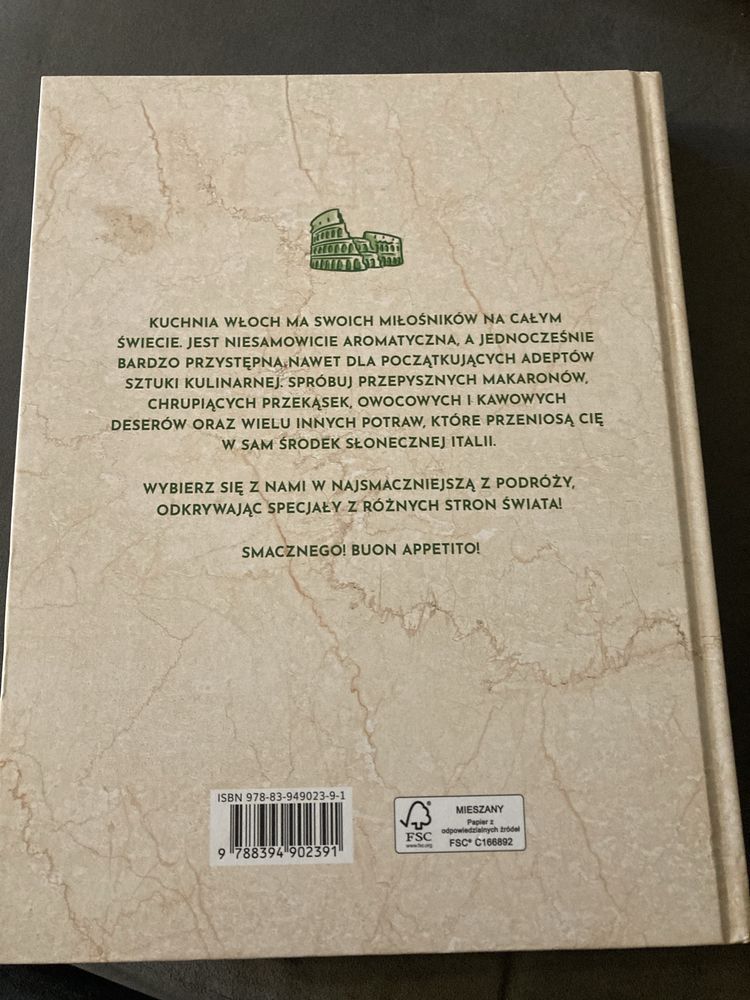 KUCHNIA WŁOCH MA SWOICH MIŁOŚNIKÓW NA CAŁYM
ŚWIECIE. JEST NIESAMOWICIE AROMATYCZNA, A JEDNOCZEŚNIE
BARDZO PRZYSTĘPNA NAWET DLA POCZĄTKUJĄCYCH ADEPTÓW
SZTUKI KULINARNEJ. SPRÓBUJ PRZEPYSZNYCH MAKARONÓW,
CHRUPIĄCYCH PRZEKĄSEK, OWOCOWYCH I KAWOWYCH
DESERÓW ORAZ WIELU INNYCH POTRAW, KTÓRE PRZENIOSĄ CIĘ
W SAM ŚRODEK SŁONECZNEJ ITALII.
WYBIERZ SIĘ Z NAMI W NAJSMACZNIEJSZĄ Z PODRÓŻY,
ODKRYWAJĄC SPECJAŁY Z RÓŻNYCH STRON ŚWIATA!
SMACZNEGO! BUON APPETITO!
ISBN 978-83-949023-9-1
9 788394 902391
FSC
www.fsc.org
MIESZANY
Papier z
odpowiedzialnych źródeł
FSC® C166892